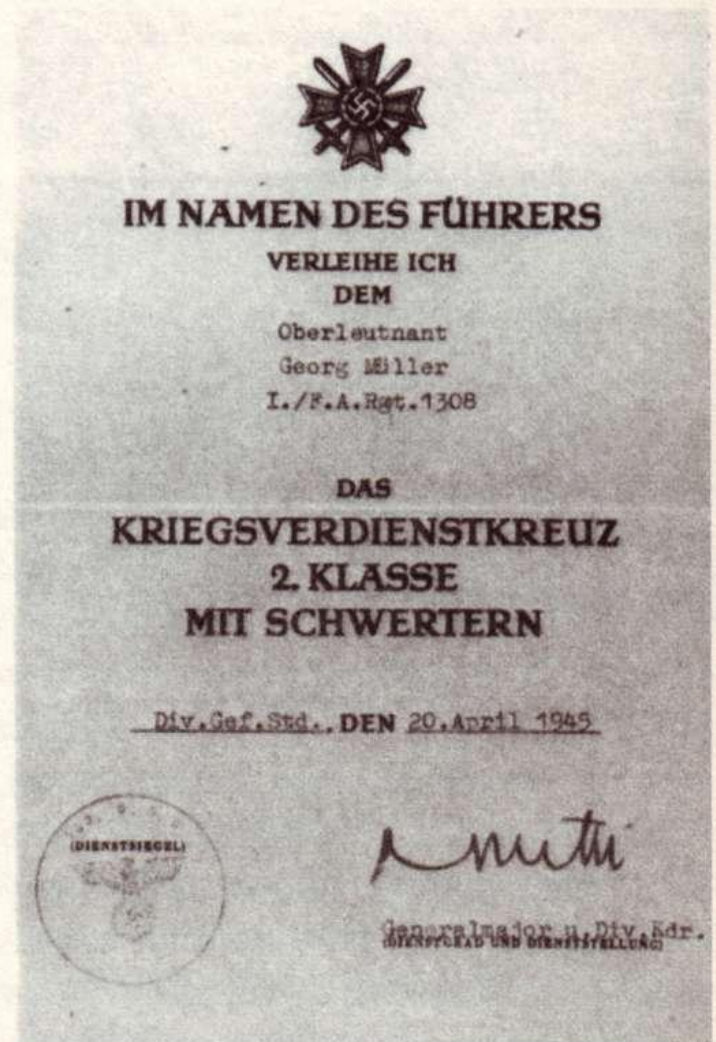 IM NAMEN DES FÜHRERS
VERLEIHE ICH
DEM
Oberleutnant
Georg Müller
I./F.A.Rgt.1308
DAS
KRIEGSVERDIENSTKREUZ
2. KLASSE
MIT SCHWERTERN
Div.Gef.Std., DEN 20.April 1945
(DIENSTSIEGEL)
Generalmajor u.Div.Kdr.
(DIENSTGRAD UND DIENSTSTELLUNG)